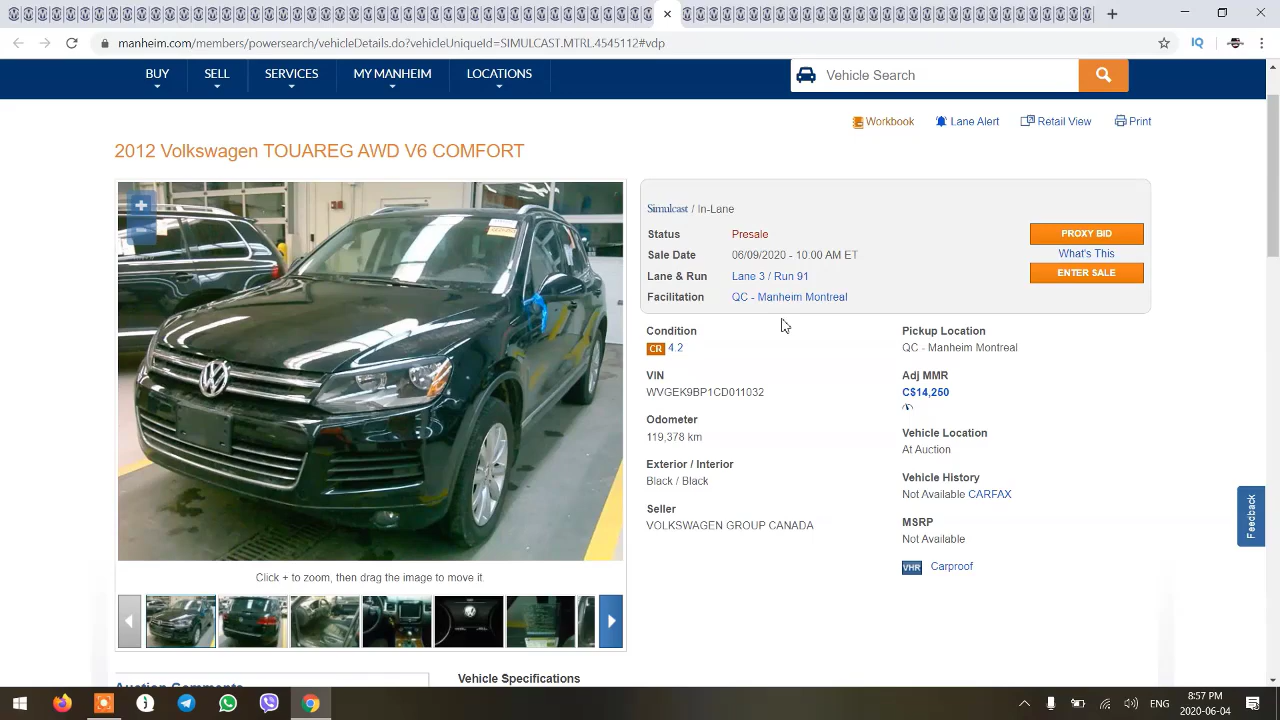 manheim.com/members/powersearch/vehicleDetails.do?vehicleUniqueId=SIMULCAST.MTRL.4545112#vdp
IQ
BUY
SELL
SERVICES
MY MANHEIM
LOCATIONS
Vehicle Search
Workbook
Lane Alert
Retail View
Print
2012 Volkswagen TOUAREG AWD V6 COMFORT
Simulcast / In-Lane
Status Presale
Sale Date 06/09/2020 - 10:00 AM ET
Lane & Run Lane 3 / Run 91
Facilitation QC - Manheim Montreal
PROXY BID
What's This
ENTER SALE
Condition
CR 4.2
VIN
WVGEK9BP1CD011032
Odometer
119,378 km
Exterior / Interior
Black / Black
Seller
VOLKSWAGEN GROUP CANADA
Pickup Location
QC - Manheim Montreal
Adj MMR
C$14,250
Vehicle Location
At Auction
Vehicle History
Not Available CARFAX
MSRP
Not Available
VHR Carproof
Feedback
Click + to zoom, then drag the image to move it.
Auction Comments
Vehicle Specifications
ENG
8:57 PM
2020-06-04